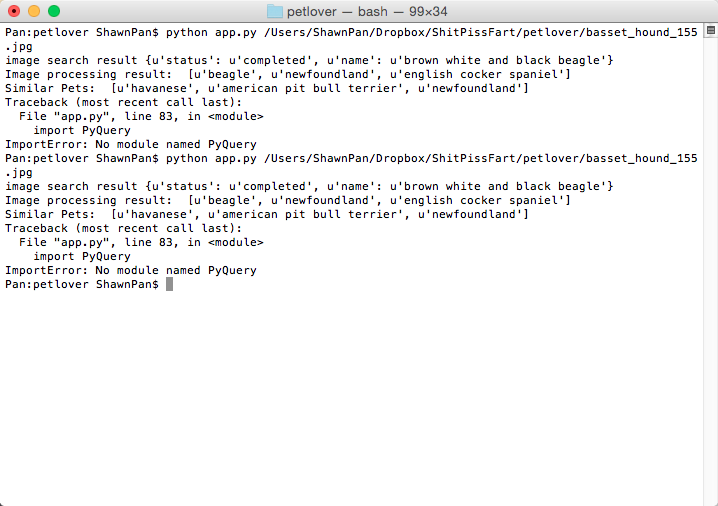 petlover — bash — 99×34
Pan:petlover ShawnPan$ python app.py /Users/ShawnPan/Dropbox/ShitPissFart/petlover/basset_hound_155
.jpg
image search result {u'status': u'completed', u'name': u'brown white and black beagle'}
Image processing result:  [u'beagle', u'newfoundland', u'english cocker spaniel']
Similar Pets:  [u'havanese', u'american pit bull terrier', u'newfoundland']
Traceback (most recent call last):
  File "app.py", line 83, in <module>
    import PyQuery
ImportError: No module named PyQuery
Pan:petlover ShawnPan$ python app.py /Users/ShawnPan/Dropbox/ShitPissFart/petlover/basset_hound_155
.jpg
image search result {u'status': u'completed', u'name': u'brown white and black beagle'}
Image processing result:  [u'beagle', u'newfoundland', u'english cocker spaniel']
Similar Pets:  [u'havanese', u'american pit bull terrier', u'newfoundland']
Traceback (most recent call last):
  File "app.py", line 83, in <module>
    import PyQuery
ImportError: No module named PyQuery
Pan:petlover ShawnPan$